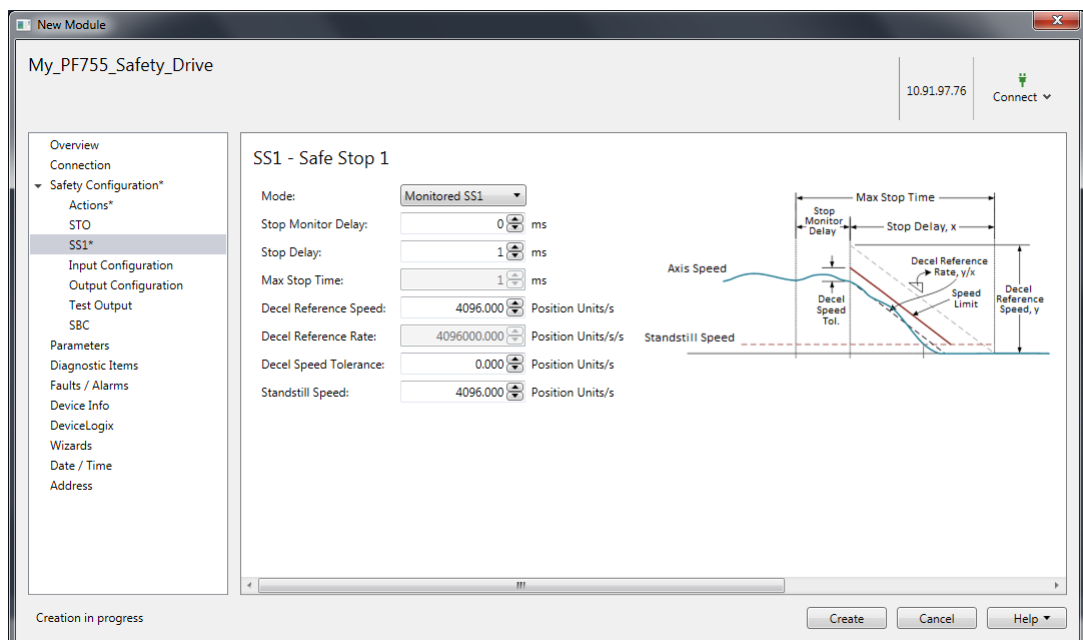 New Module
x
My_PF755_Safety_Drive
10.91.97.76
Connect
Overview
Connection
Safety Configuration*
Actions*
STO
SS1*
Input Configuration
Output Configuration
Test Output
SBC
Parameters
Diagnostic Items
Faults / Alarms
Device Info
DeviceLogix
Wizards
Date / Time
Address
SS1 - Safe Stop 1
Mode: Monitored SS1
Stop Monitor Delay: 0 ms
Stop Delay: 1 ms
Max Stop Time: 1 ms
Decel Reference Speed: 4096.000 Position Units/s
Decel Reference Rate: 4096000.000 Position Units/s/s
Decel Speed Tolerance: 0.000 Position Units/s
Standstill Speed: 4096.000 Position Units/s
Max Stop Time
Stop
Monitor
Delay
Stop Delay, x
Axis Speed
Decel Reference
Rate, y/x
Decel
Speed
Tol.
Speed
Limit
Decel
Reference
Speed, y
Standstill Speed
Creation in progress
Create
Cancel
Help